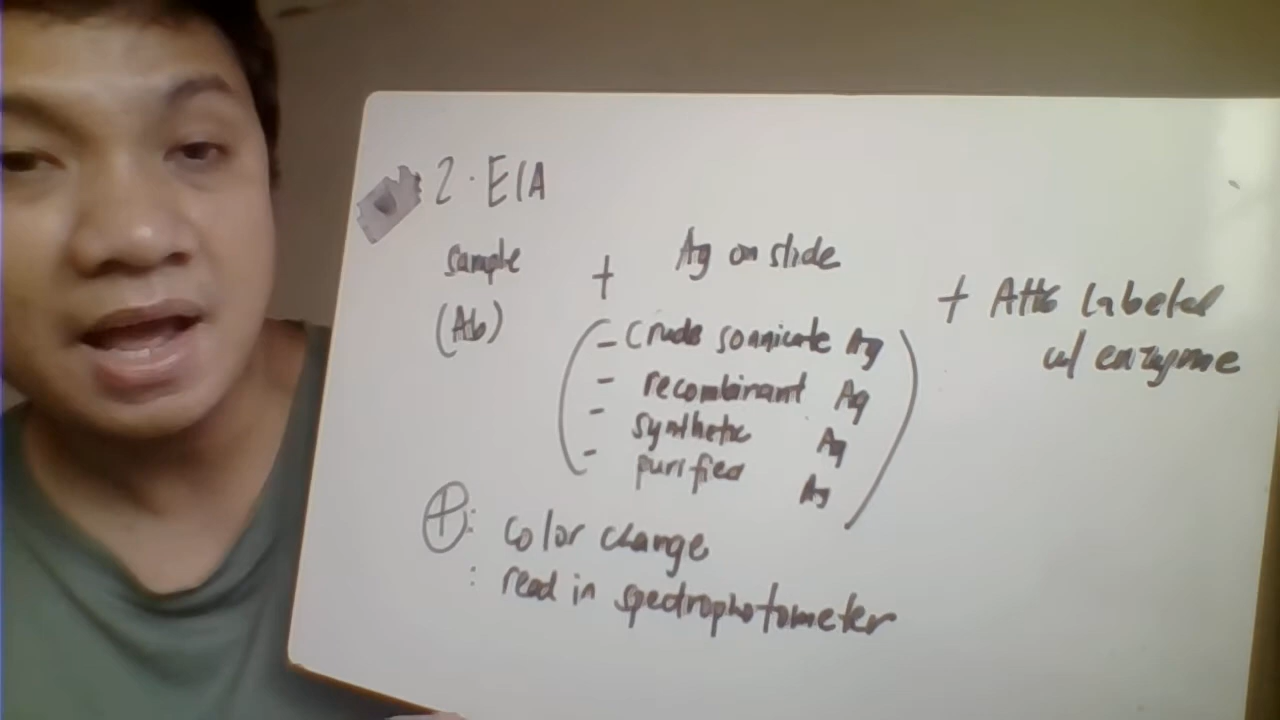 2. EIA
sample + Ag on slide + AHG labeled
(Ab) w/ enzyme
- crude sonnicate Ag
- recombinant Ag
- synthetic Ag
- purified Ag
(+): color change
: read in spectrophotometer